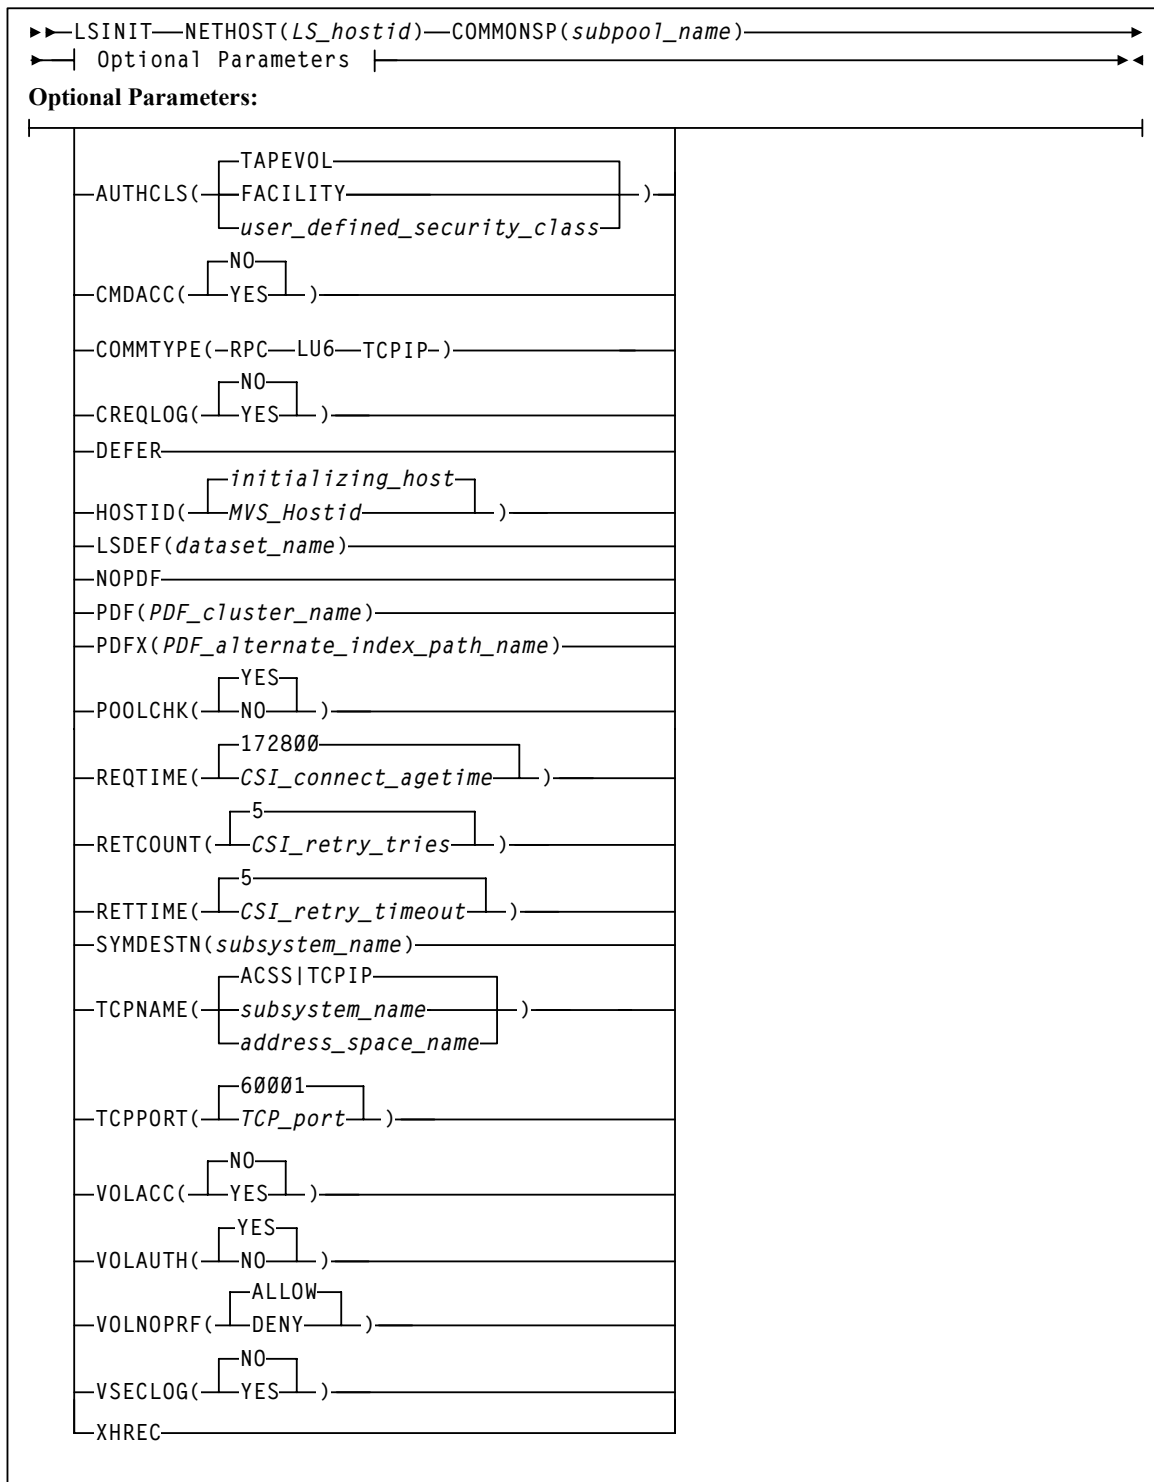 LSINIT NETHOST(LS_hostid) COMMONSP(subpool_name)
Optional Parameters
Optional Parameters:
TAPEVOL
AUTHCLS( FACILITY )
user_defined_security_class
NO
CMDACC( YES )
COMMTYPE( RPC LU6 TCPIP )
NO
CREQLOG( YES )
DEFER
initializing_host
HOSTID( MVS_Hostid )
LSDEF(dataset_name)
NOPDF
PDF(PDF_cluster_name)
PDFX(PDF_alternate_index_path_name)
YES
POOLCHK( NO )
1728ØØ
REQTIME( CSI_connect_agetime )
5
RETCOUNT( CSI_retry_tries )
5
RETTIME( CSI_retry_timeout )
SYMDESTN(subsystem_name)
ACSS|TCPIP
TCPNAME( subsystem_name )
address_space_name
6ØØØ1
TCPPORT( TCP_port )
NO
VOLACC( YES )
YES
VOLAUTH( NO )
ALLOW
VOLNOPRF( DENY )
NO
VSECLOG( YES )
XHREC